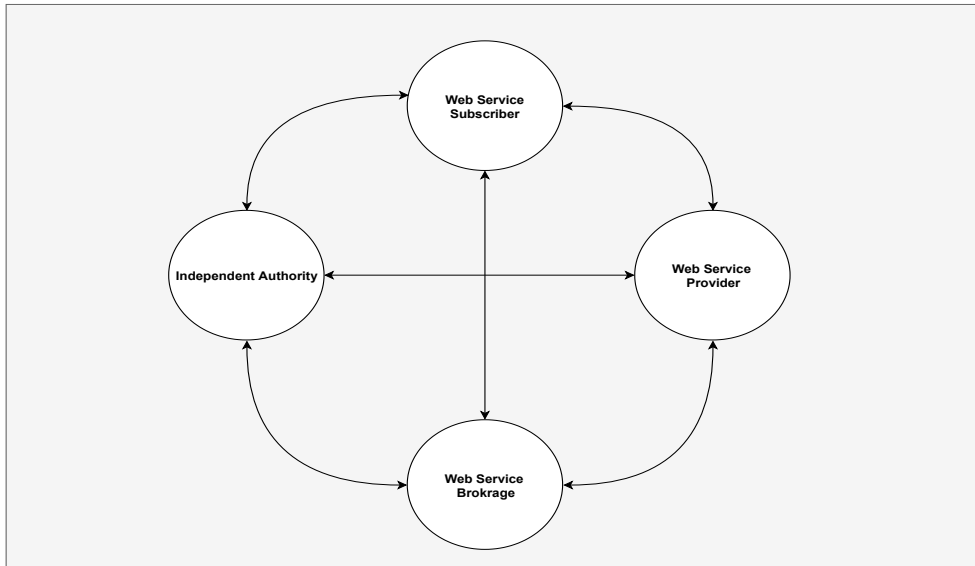 Web Service
Subscriber
Independent Authority
Web Service
Provider
Web Service
Brokrage